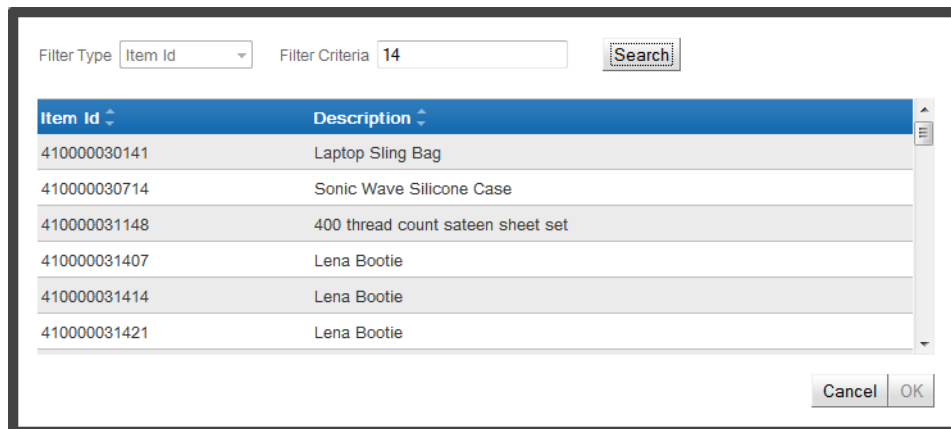 Filter Type Item Id Filter Criteria 14 Search
Item Id Description
410000030141 Laptop Sling Bag
410000030714 Sonic Wave Silicone Case
410000031148 400 thread count sateen sheet set
410000031407 Lena Bootie
410000031414 Lena Bootie
410000031421 Lena Bootie
Cancel OK